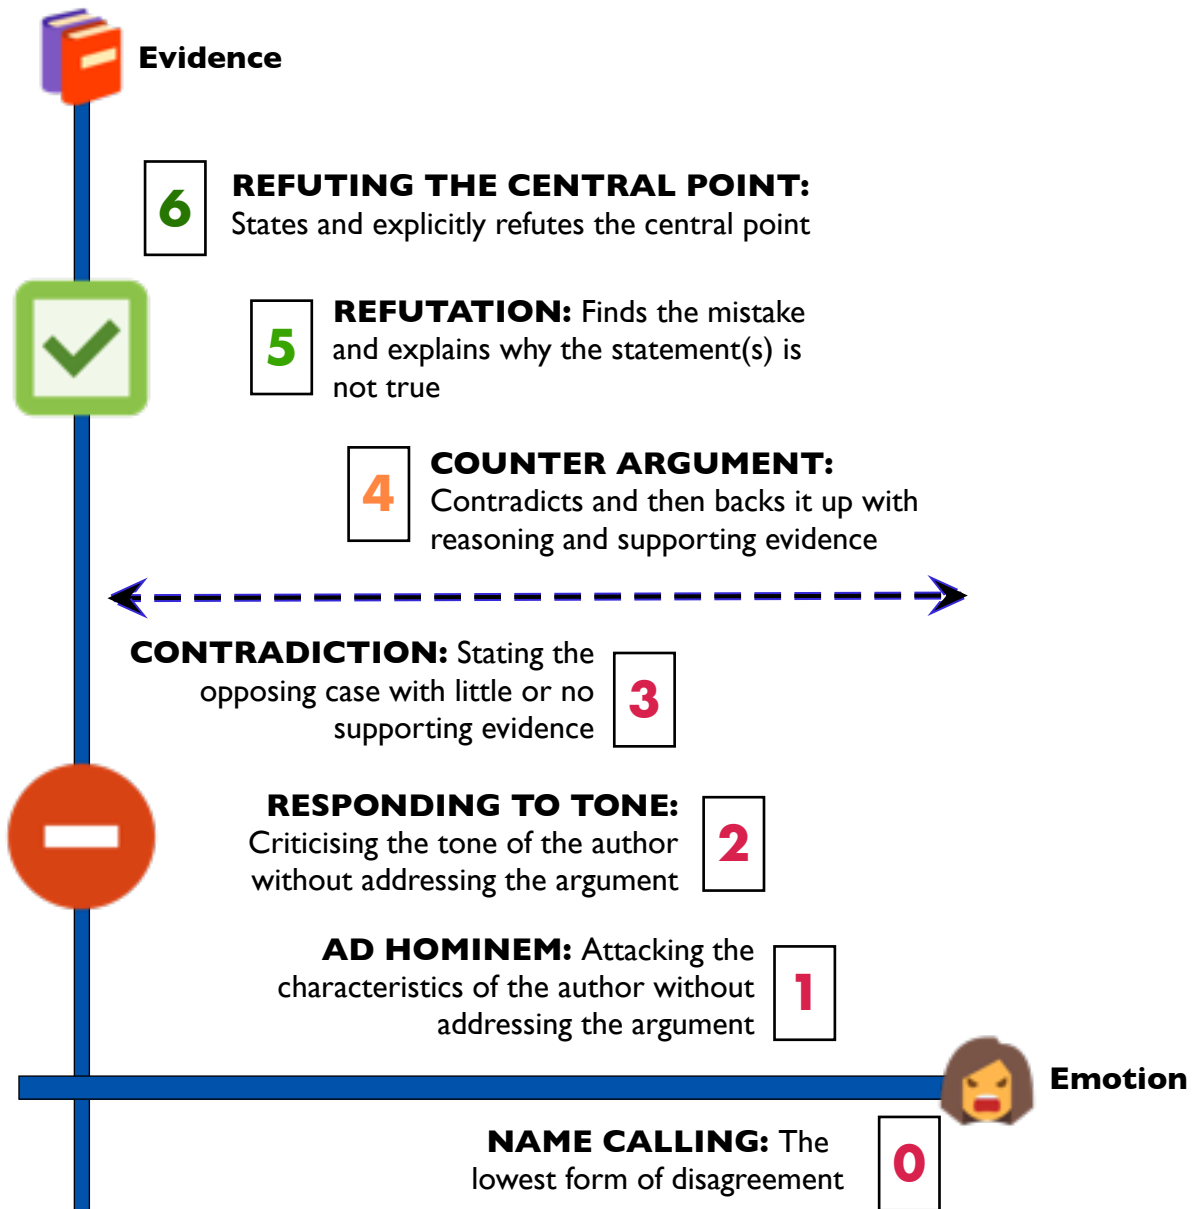 Evidence
6
REFUTING THE CENTRAL POINT:
States and explicitly refutes the central point
5
REFUTATION: Finds the mistake
and explains why the statement(s) is
not true
4
COUNTER ARGUMENT:
Contradicts and then backs it up with
reasoning and supporting evidence
CONTRADICTION: Stating the
opposing case with little or no
supporting evidence
3
RESPONDING TO TONE:
Criticising the tone of the author
without addressing the argument
2
AD HOMINEM: Attacking the
characteristics of the author without
addressing the argument
1
Emotion
NAME CALLING: The
lowest form of disagreement
0